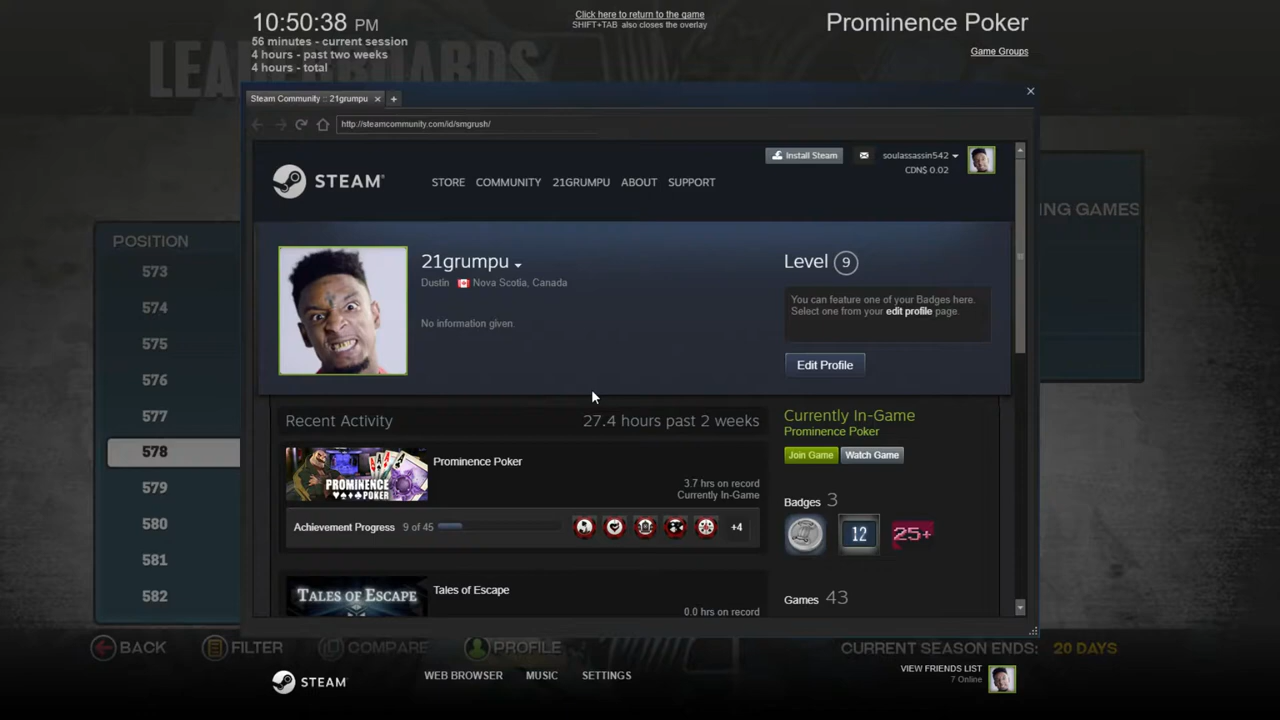 10:50:38 PM
56 minutes - current session
4 hours - past two weeks
4 hours - total
Click here to return to the game
SHIFT+TAB also closes the overlay
Prominence Poker
Game Groups
LEADERBOARDS
Steam Community :: 21grumpu × +
http://steamcommunity.com/id/smgrush/
Install Steam
soulassassin542
CDN$ 0.02
STEAM®
STORE COMMUNITY 21GRUMPU ABOUT SUPPORT
21grumpu
Dustin Nova Scotia, Canada
No information given.
Level 9
You can feature one of your Badges here.
Select one from your edit profile page.
Edit Profile
Recent Activity 27.4 hours past 2 weeks
Prominence Poker
PROMINENCE
POKER
3.7 hrs on record
Currently In-Game
Achievement Progress 9 of 45 +4
TALES OF ESCAPE
Tales of Escape
0.0 hrs on record
Currently In-Game
Prominence Poker
Join Game Watch Game
Badges 3
12 25+
Games 43
POSITION
573
574
575
576
577
578
579
580
581
582
ING GAMES
BACK FILTER COMPARE PROFILE
CURRENT SEASON ENDS: 20 DAYS
STEAM
WEB BROWSER MUSIC SETTINGS
VIEW FRIENDS LIST
7 Online